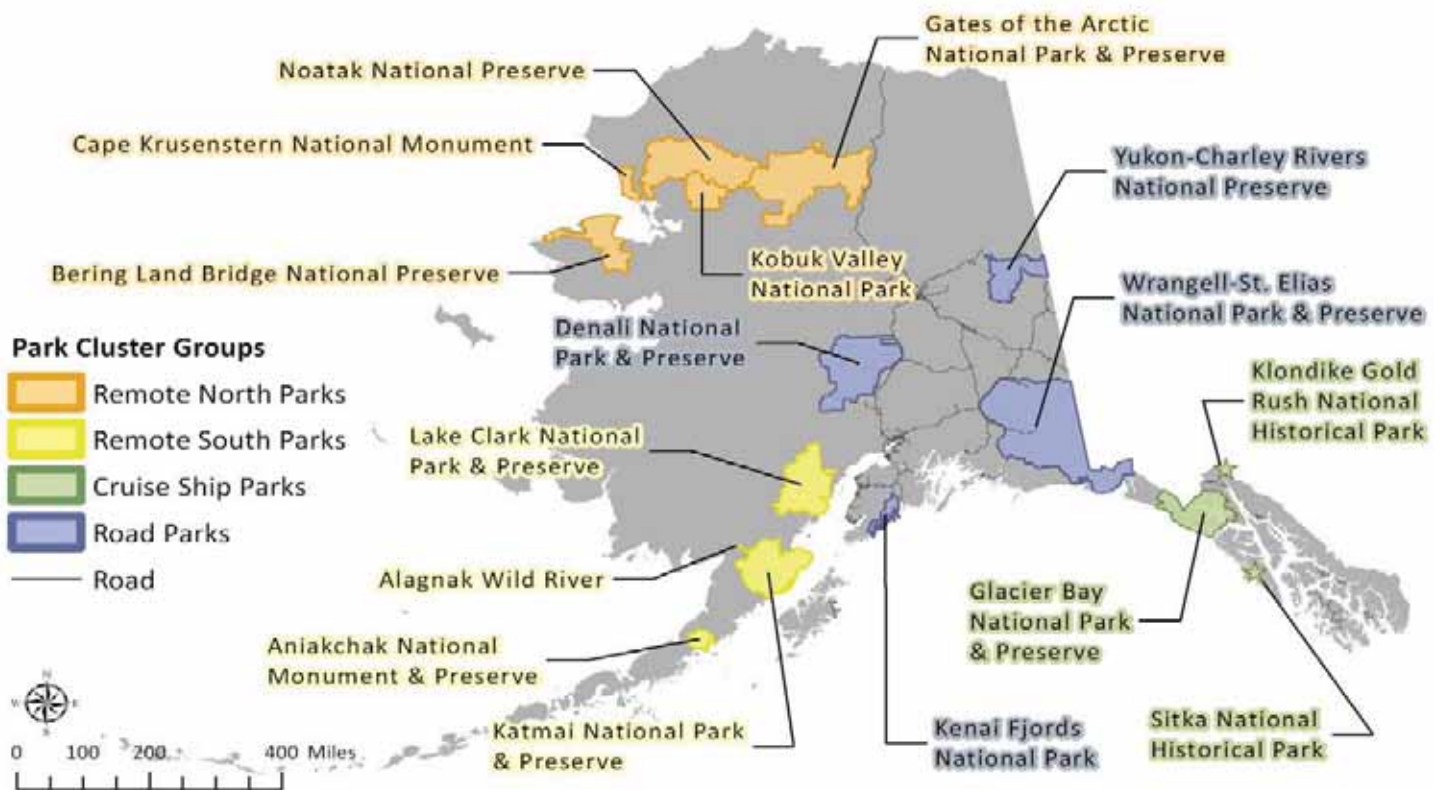 Gates of the Arctic
National Park & Preserve
Noatak National Preserve
Cape Krusenstern National Monument
Yukon-Charley Rivers
National Preserve
Bering Land Bridge National Preserve
Kobuk Valley
National Park
Wrangell-St. Elias
National Park & Preserve
Denali National
Park & Preserve
Klondike Gold
Rush National
Historical Park
Park Cluster Groups
Remote North Parks
Remote South Parks
Cruise Ship Parks
Road Parks
Road
Lake Clark National
Park & Preserve
Alagnak Wild River
Glacier Bay
National Park
& Preserve
Aniakchak National
Monument & Preserve
Katmai National Park
& Preserve
Kenai Fjords
National Park
Sitka National
Historical Park
N
W E
S
0 100 200 400 Miles